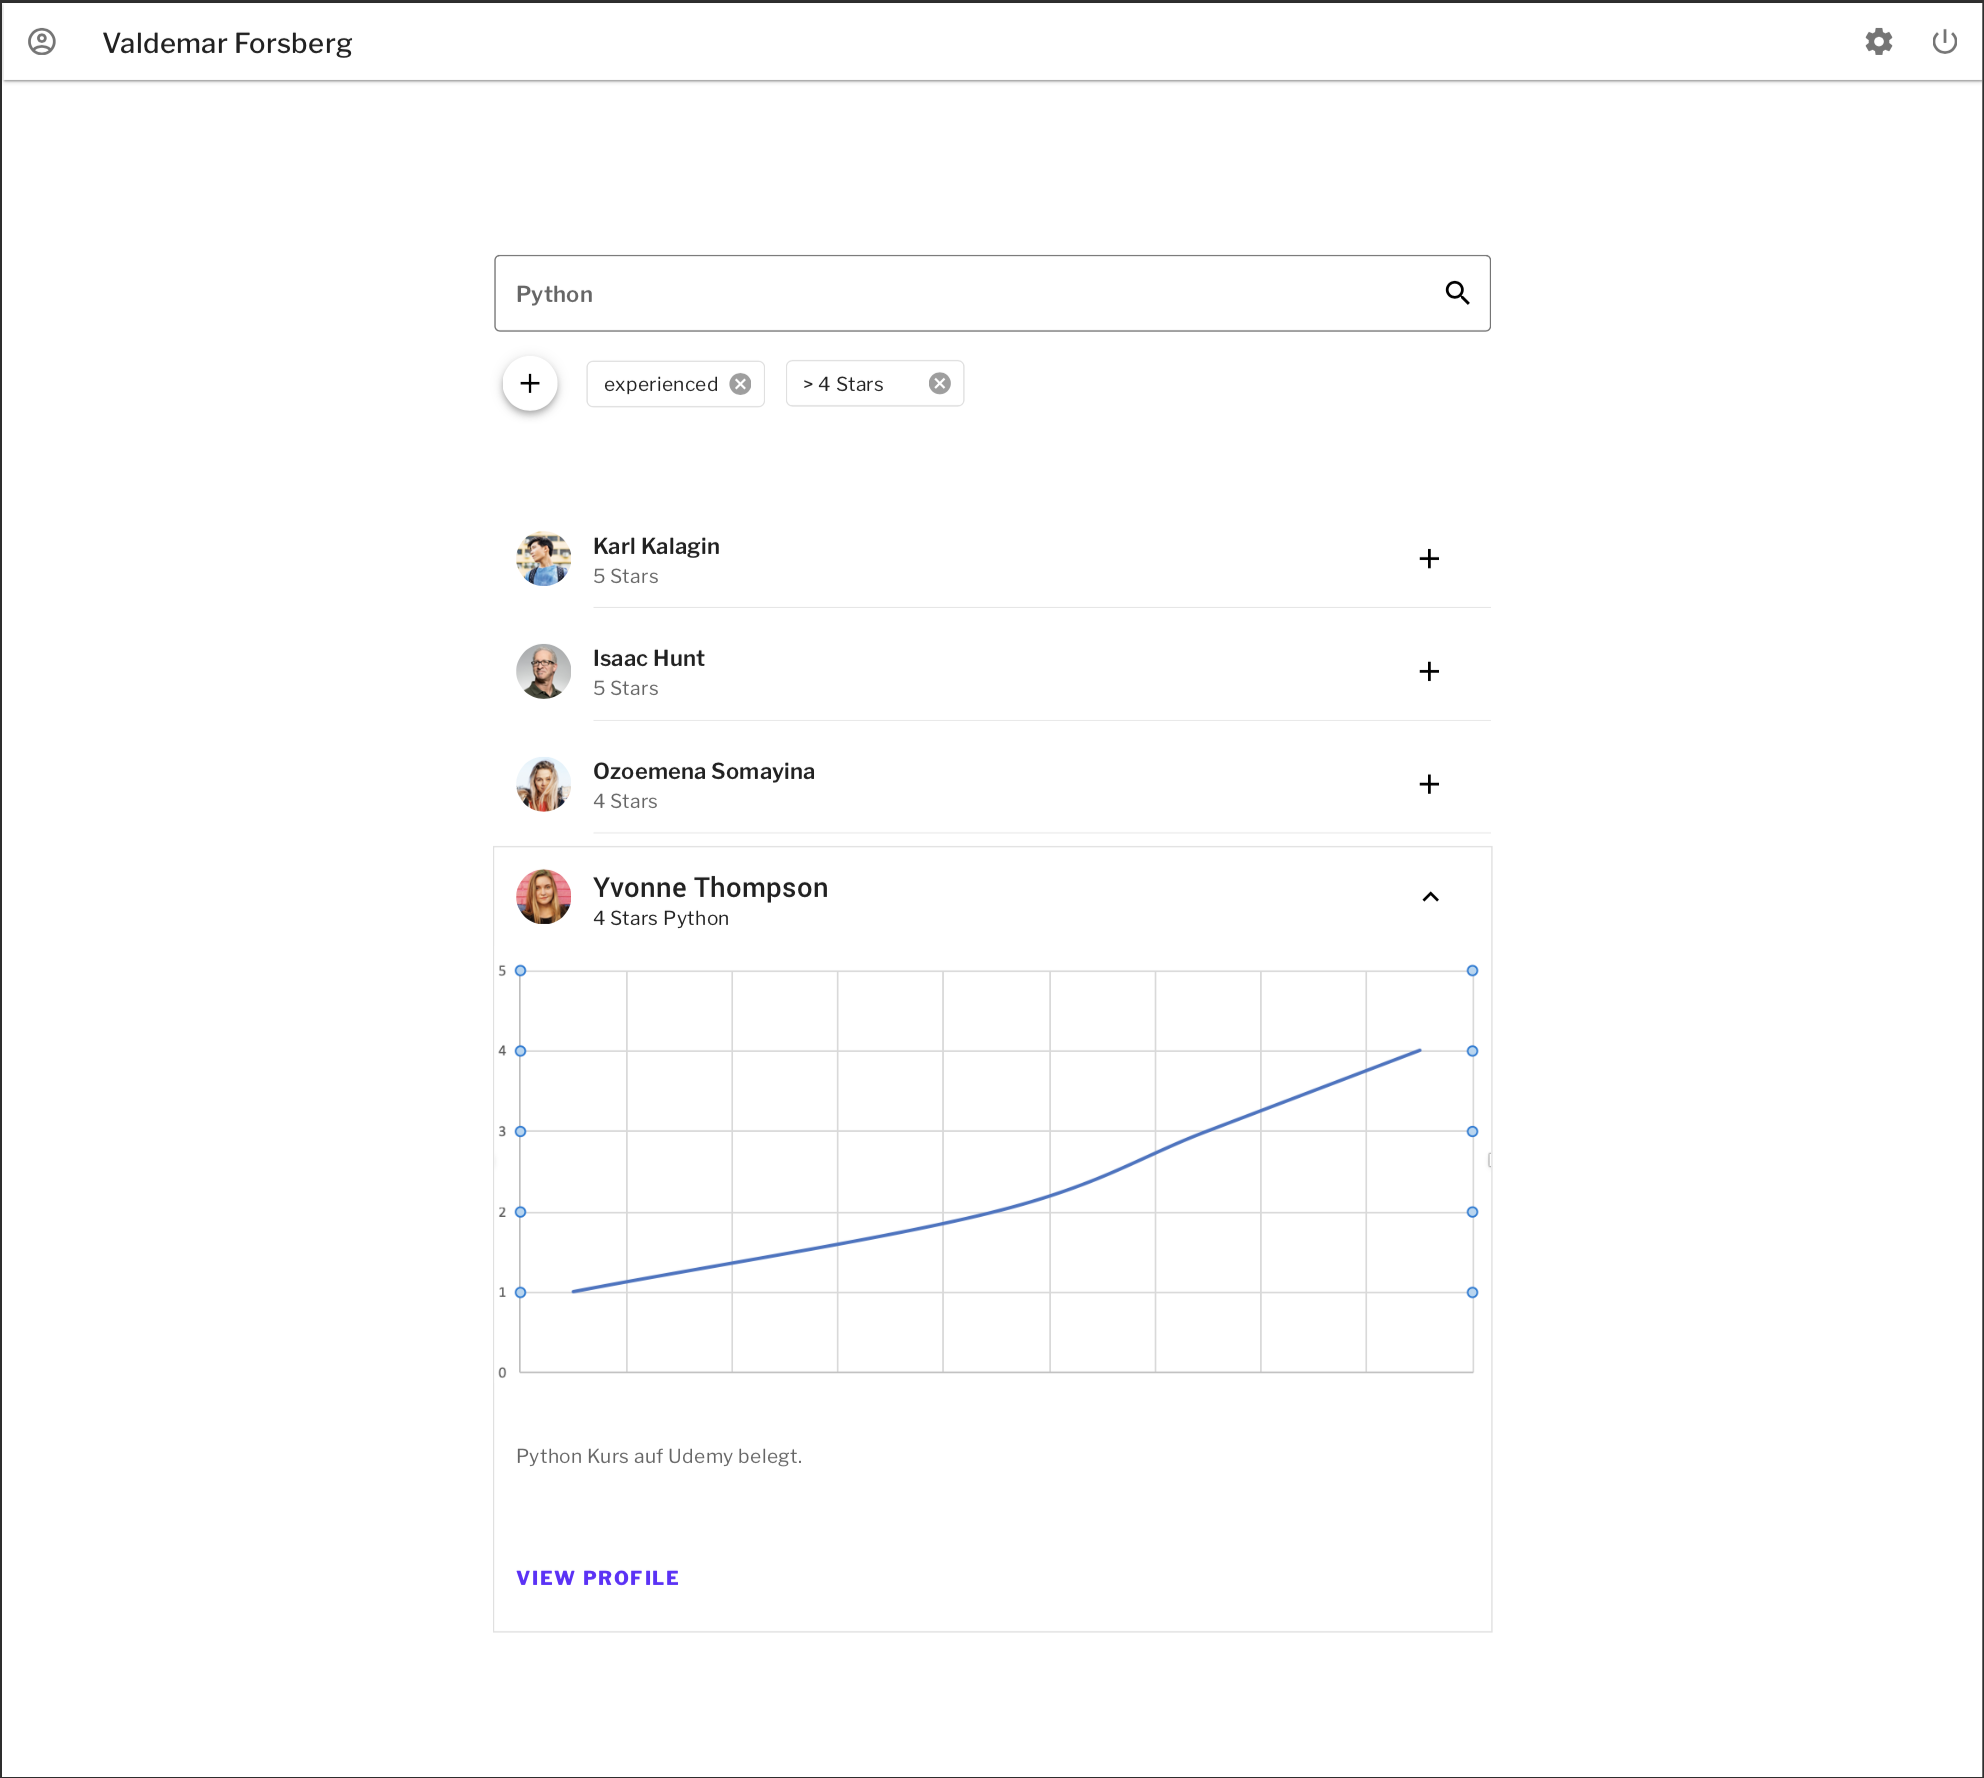 Valdemar Forsberg
Python
experienced
> 4 Stars
Karl Kalagin
5 Stars
Isaac Hunt
5 Stars
Ozoemena Somayina
4 Stars
Yvonne Thompson
4 Stars Python
5
4
3
2
1
0
Python Kurs auf Udemy belegt.
VIEW PROFILE